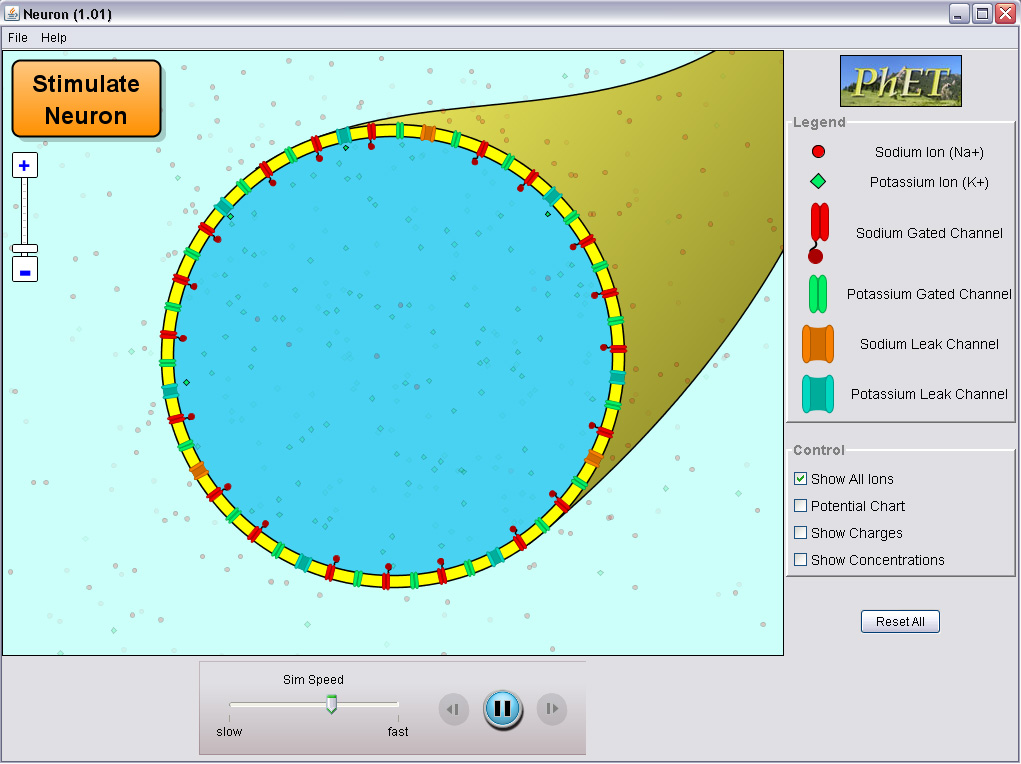 Neuron (1.01)
File Help
Stimulate
Neuron
+
-
PhET
Legend
Sodium Ion (Na+)
Potassium Ion (K+)
Sodium Gated Channel
Potassium Gated Channel
Sodium Leak Channel
Potassium Leak Channel
Control
Show All Ions
Potential Chart
Show Charges
Show Concentrations
Reset All
Sim Speed
slow fast